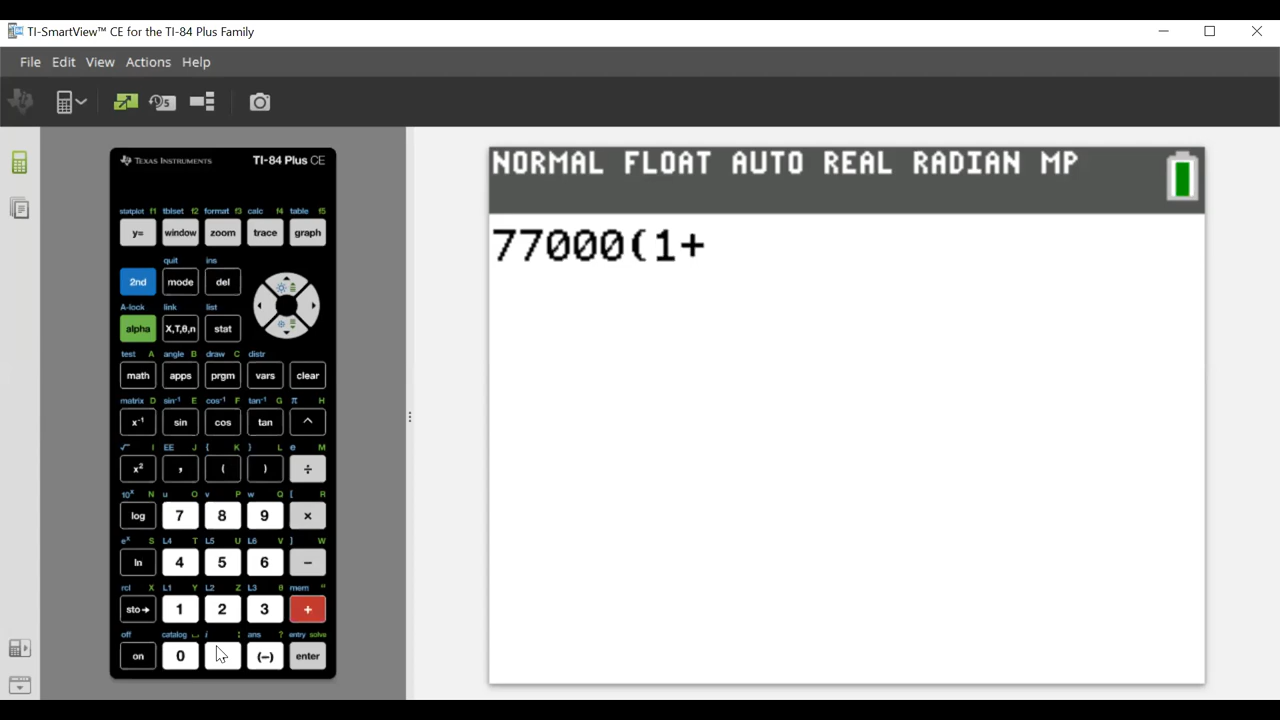 TI-SmartView™ CE for the TI-84 Plus Family
File Edit View Actions Help
TEXAS INSTRUMENTS TI-84 Plus CE
statplot f1 tblset f2 format f3 calc f4 table f5
y= window zoom trace graph
quit ins
2nd mode del
A-lock link list
alpha X,T,θ,n stat
test A angle B draw C distr
math apps prgm vars clear
matrix D sin⁻¹ E cos⁻¹ F tan⁻¹ G π H
x⁻¹ sin cos tan ^
√ I EE J { K } L e M
x² , ( ) ÷
10ˣ N u O v P w Q [ R
log 7 8 9 ×
eˣ S L4 T L5 U L6 V ] W
ln 4 5 6 −
rcl X L1 Y L2 Z L3 θ mem "
sto→ 1 2 3 +
off catalog ⎵ i : ans ? entry solve
on 0 (−) enter
NORMAL FLOAT AUTO REAL RADIAN MP
77000(1+